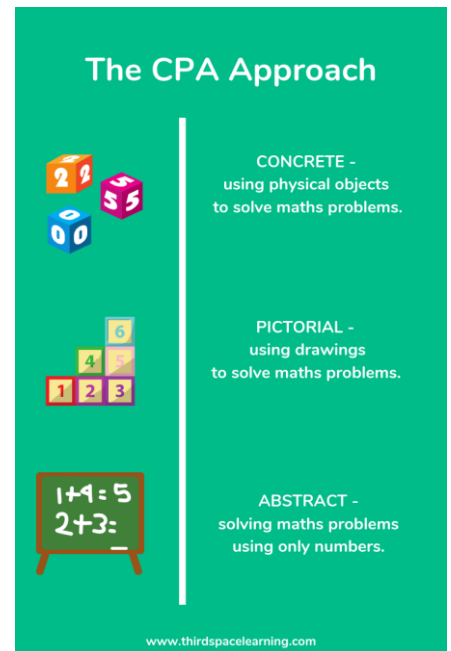 The CPA Approach
2 2
5
5 5
0
0 0
CONCRETE -
using physical objects
to solve maths problems.
6
4 5
1 2 3
PICTORIAL -
using drawings
to solve maths problems.
1+4=5
2+3=
ABSTRACT -
solving maths problems
using only numbers.
www.thirdspacelearning.com